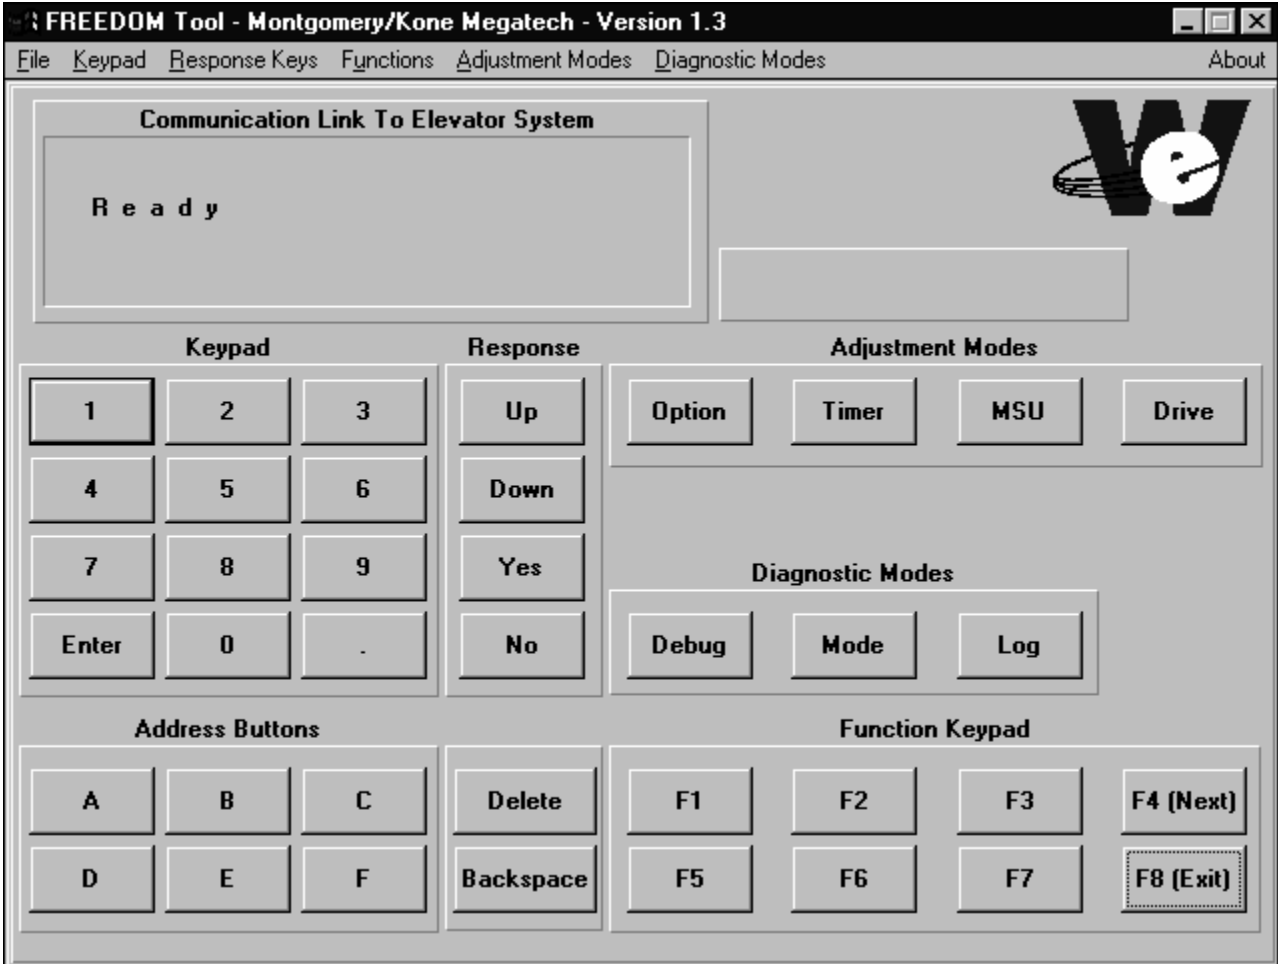 FREEDOM Tool - Montgomery/Kone Megatech - Version 1.3
File Keypad Response Keys Functions Adjustment Modes Diagnostic Modes About
Communication Link To Elevator System
R e a d y
We
Keypad Response Adjustment Modes
1 2 3 Up Option Timer MSU Drive
4 5 6 Down
7 8 9 Yes
Diagnostic Modes
Enter 0 . No Debug Mode Log
Address Buttons Function Keypad
A B C Delete F1 F2 F3 F4 (Next)
D E F Backspace F5 F6 F7 F8 (Exit)